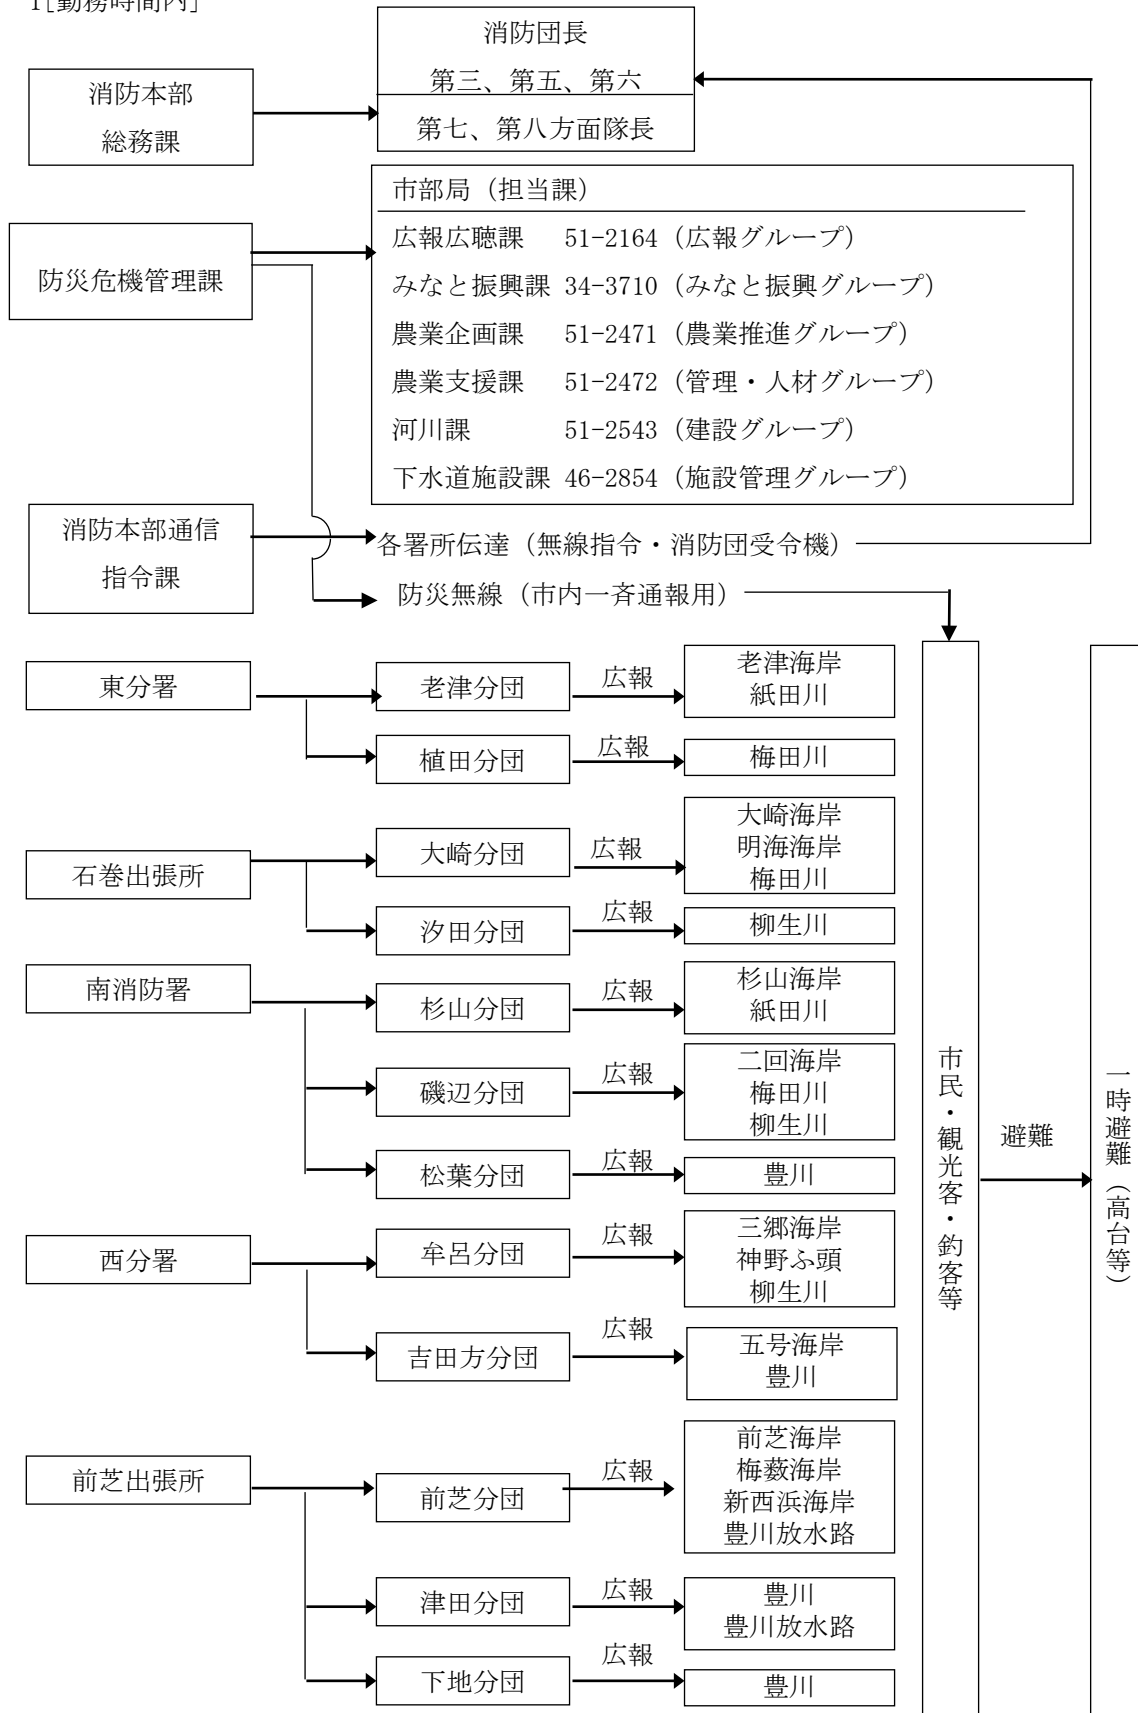 1[勤務時間内]
消防本部
総務課
消防団長
第三、第五、第六
第七、第八方面隊長
防災危機管理課
市部局（担当課）
広報広聴課 51-2164（広報グループ）
みなと振興課 34-3710（みなと振興グループ）
農業企画課 51-2471（農業推進グループ）
農業支援課 51-2472（管理・人材グループ）
河川課 51-2543（建設グループ）
下水道施設課 46-2854（施設管理グループ）
消防本部通信
指令課
各署所伝達（無線指令・消防団受令機）
防災無線（市内一斉通報用）
東分署
老津分団
広報
老津海岸
紙田川
植田分団
広報
梅田川
石巻出張所
大崎分団
広報
大崎海岸
明海海岸
梅田川
汐田分団
広報
柳生川
南消防署
杉山分団
広報
杉山海岸
紙田川
磯辺分団
広報
二回海岸
梅田川
柳生川
松葉分団
広報
豊川
西分署
牟呂分団
広報
三郷海岸
神野ふ頭
柳生川
吉田方分団
広報
五号海岸
豊川
前芝出張所
前芝分団
広報
前芝海岸
梅薮海岸
新西浜海岸
豊川放水路
津田分団
広報
豊川
豊川放水路
下地分団
広報
豊川
市民・観光客・釣客等
避難
一時避難（高台等）